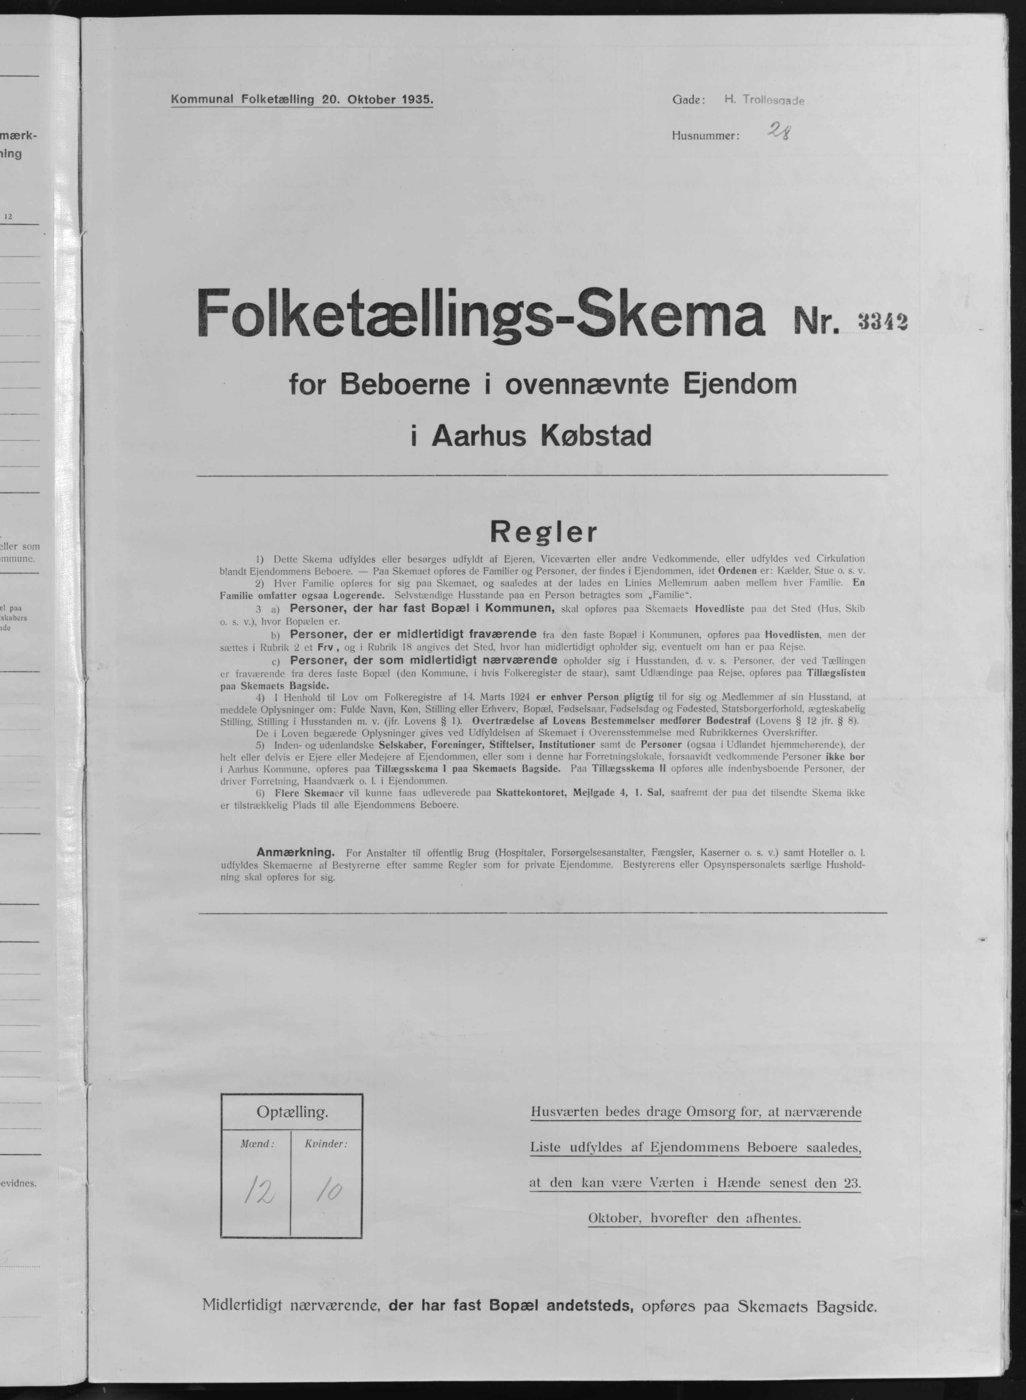 Kommunal Folketælling 20. Oktober 1935.
Gade: H. Trollesgade
Husnummer: 28
Folketællings-Skema Nr. 3342
for Beboerne i ovennævnte Ejendom
i Aarhus Købstad
Regler
1) Dette Skema udfyldes eller besørges udfyldt af Ejeren, Viceværten eller andre Vedkommende, eller udfyldes ved Cirkulation
blandt Ejendommens Beboere. — Paa Skemaet opføres de Familier og Personer, der findes i Ejendommen, idet Ordenen er: Kælder, Stue o. s. v.
2) Hver Familie opføres for sig paa Skemaet, og saaledes at der lades en Linies Mellemrum aaben mellem hver Familie. En
Familie omfatter ogsaa Logerende. Selvstændige Husstande paa en Person betragtes som „Familie“.
3 a) Personer, der har fast Bopæl i Kommunen, skal opføres paa Skemaets Hovedliste paa det Sted (Hus, Skib
o. s. v.), hvor Bopælen er.
b) Personer, der er midlertidigt fraværende fra den faste Bopæl i Kommunen, opføres paa Hovedlisten, men der
sættes i Rubrik 2 et Frv, og i Rubrik 18 angives det Sted, hvor han midlertidigt opholder sig, eventuelt om han er paa Rejse.
c) Personer, der som midlertidigt nærværende opholder sig i Husstanden, d. v. s. Personer, der ved Tællingen
er fraværende fra deres faste Bopæl (den Kommune, i hvis Folkeregister de staar), samt Udlændinge paa Rejse, opføres paa Tillægslisten
paa Skemaets Bagside.
4) I Henhold til Lov om Folkeregistre af 14. Marts 1924 er enhver Person pligtig til for sig og Medlemmer af sin Husstand, at
meddele Oplysninger om: Fulde Navn, Køn, Stilling eller Erhverv, Bopæl, Fødselsaar, Fødselsdag og Fødested, Statsborgerforhold, ægteskabelig
Stilling, Stilling i Husstanden m. v. (jfr. Lovens § 1). Overtrædelse af Lovens Bestemmelser medfører Bødestraf (Lovens § 12 jfr. § 8).
De i Loven begærede Oplysninger gives ved Udfyldelsen af Skemaet i Overensstemmelse med Rubrikkernes Overskrifter.
5) Inden- og udenlandske Selskaber, Foreninger, Stiftelser, Institutioner samt de Personer (ogsaa i Udlandet hjemmehørende), der
helt eller delvis er Ejere eller Medejere af Ejendommen, eller som i denne har Forretningslokale, forsaavidt vedkommende Personer ikke bor
i Aarhus Kommune, opføres paa Tillægsskema I paa Skemaets Bagside. Paa Tillægsskema II opføres alle indenbysboende Personer, der
driver Forretning, Haandværk o. l. i Ejendommen.
6) Flere Skemaer vil kunne faas udleverede paa Skattekontoret, Mejlgade 4, 1. Sal, saafremt der paa det tilsendte Skema ikke
er tilstrækkelig Plads til alle Ejendommens Beboere.
Anmærkning. For Anstalter til offentlig Brug (Hospitaler, Forsørgelsesanstalter, Fængsler, Kaserner o. s. v.) samt Hoteller o. l.
udfyldes Skemaerne af Bestyrerne efter samme Regler som for private Ejendomme. Bestyrerens eller Opsynspersonalets særlige Hushold-
ning skal opføres for sig.
Optælling.
Mænd: Kvinder:
12 10
Husværten bedes drage Omsorg for, at nærværende
Liste udfyldes af Ejendommens Beboere saaledes,
at den kan være Værten i Hænde senest den 23.
Oktober, hvorefter den afhentes.
Midlertidigt nærværende, der har fast Bopæl andetsteds, opføres paa Skemaets Bagside.
mærk-
ning
12
eller som
ommune.
el paa
evidnes.